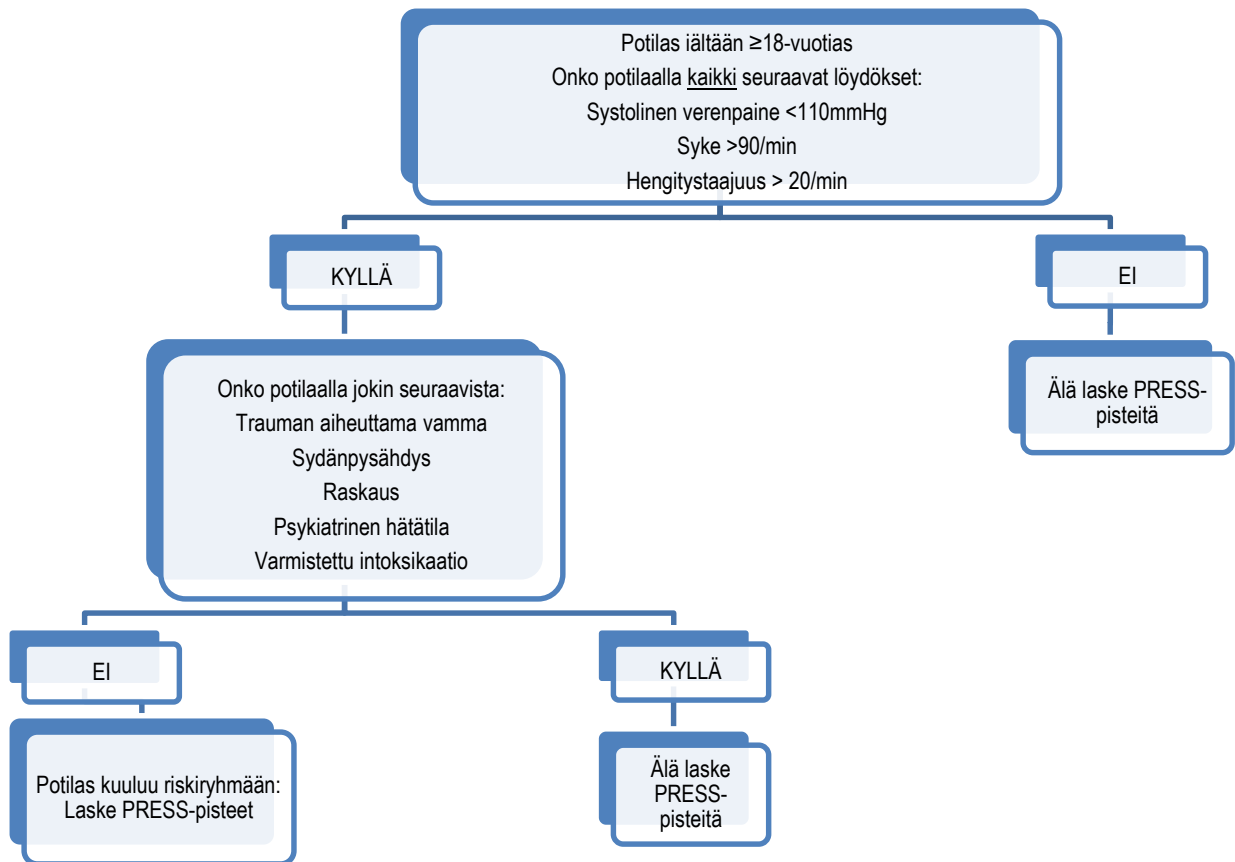 Potilas iältään ≥18-vuotias
Onko potilaalla kaikki seuraavat löydökset:
Systolinen verenpaine <110mmHg
Syke >90/min
Hengitystaajuus > 20/min
KYLLÄ
EI
Onko potilaalla jokin seuraavista:
Trauman aiheuttama vamma
Sydänpysähdys
Raskaus
Psykiatrinen hätätila
Varmistettu intoksikaatio
Älä laske PRESS-
pisteitä
EI
KYLLÄ
Potilas kuuluu riskiryhmään:
Laske PRESS-pisteet
Älä laske
PRESS-
pisteitä